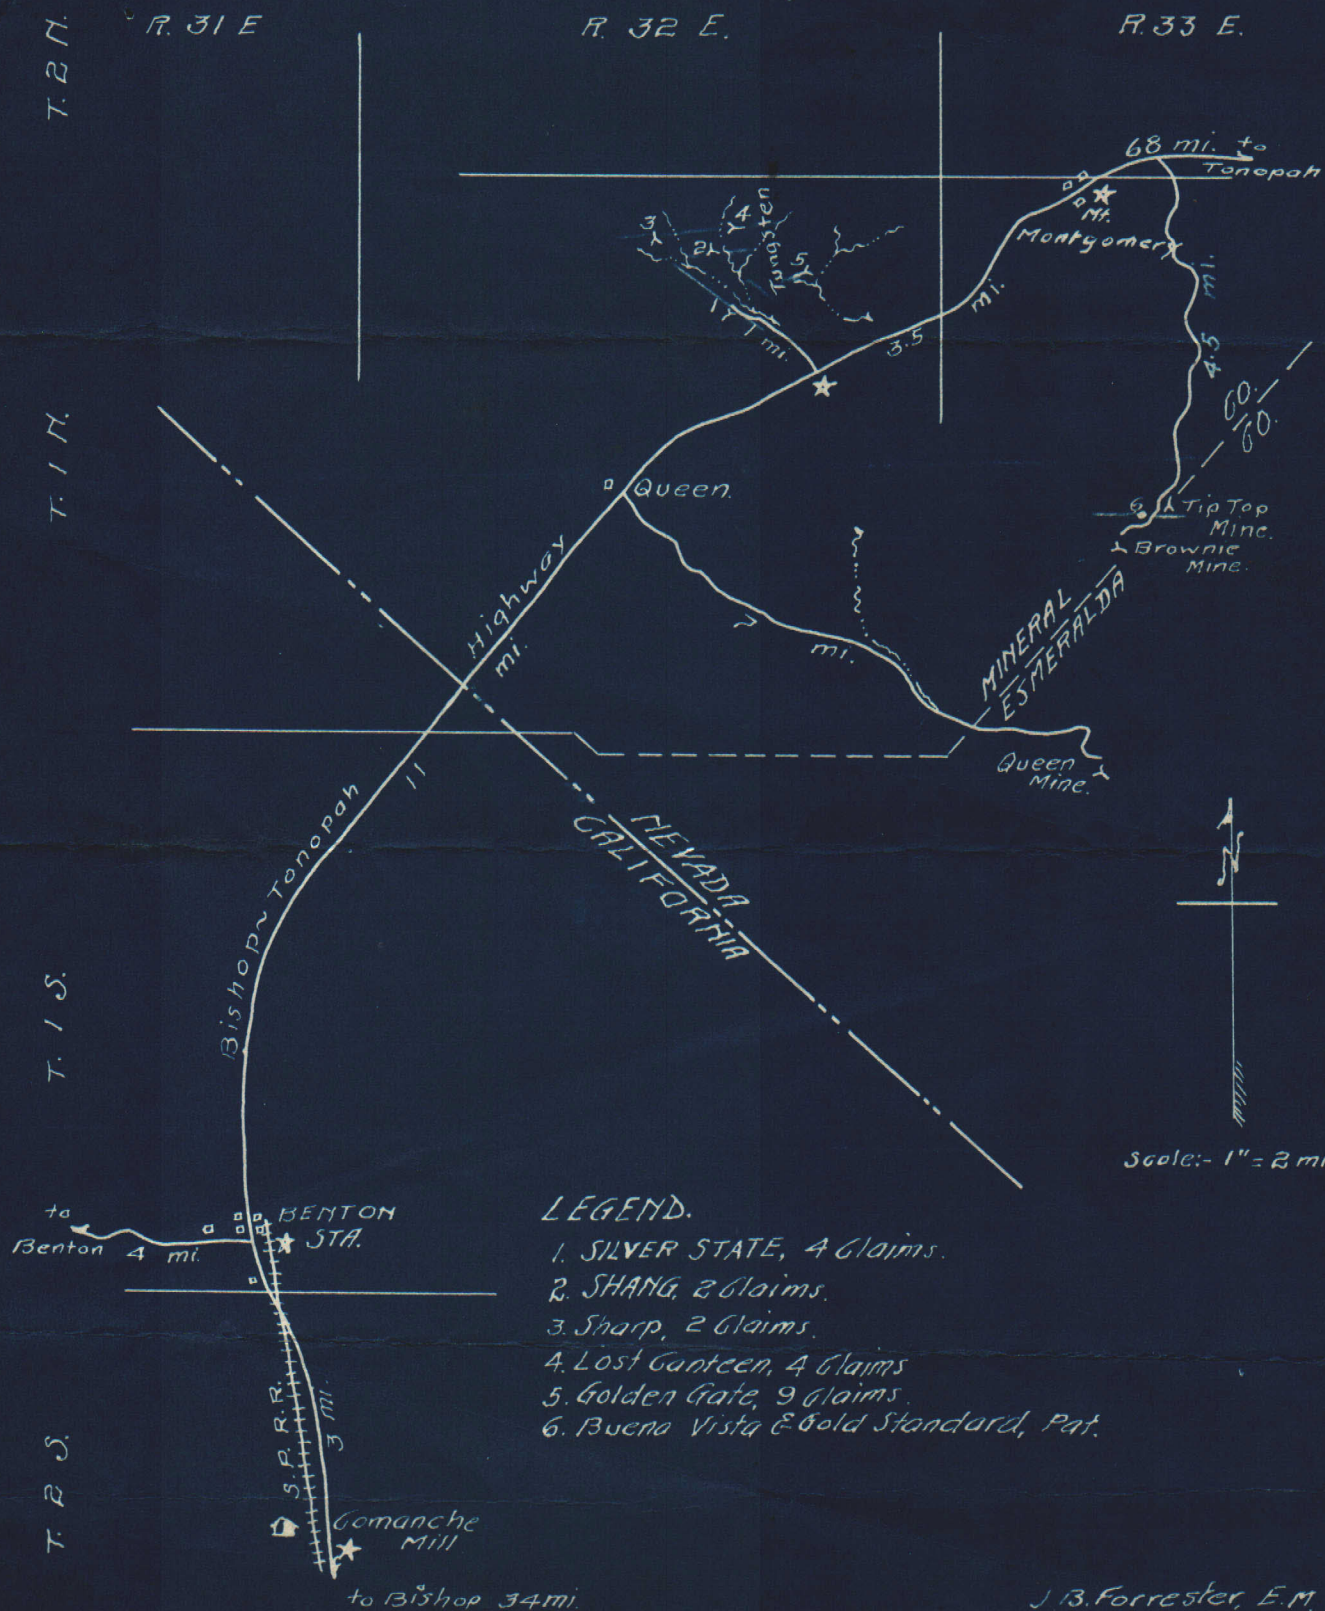 R. 31 E
R. 32 E.
R. 33 E.
T. 2 N.
68 mi. to
Tonopah
3
4
2
Tungsten
5
1
1 mi.
Mt.
Montgomery
3.5 mi.
4.5 mi.
CO.
CO.
T. 1 N.
Queen.
6
Tip Top
Mine.
Brownie
Mine.
Highway
mi.
2 mi.
MINERAL
ESMERALDA
Queen
Mine.
11
Bishop~Tonopah
NEVADA
CALIFORNIA
N
T. 1 S.
Scale:- 1" = 2 mi
to
Benton 4 mi.
BENTON
STA.
LEGEND.
1. SILVER STATE, 4 Claims.
2. SHANG, 2 Claims.
3. Sharp, 2 Claims.
4. Lost Canteen, 4 Claims
5. Golden Gate, 9 Claims.
6. Buena Vista & Gold Standard, Pat.
S. P. R.R.
3 mi.
T. 2 S.
Comanche
Mill
to Bishop 34 mi.
J. B. Forrester, E. M.